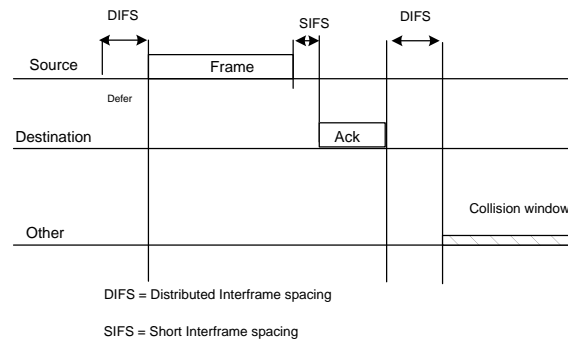 DIFS
SIFS
DIFS
Source
Frame
Defer
Destination
Ack
Collision window
Other
DIFS = Distributed Interframe spacing
SIFS = Short Interframe spacing